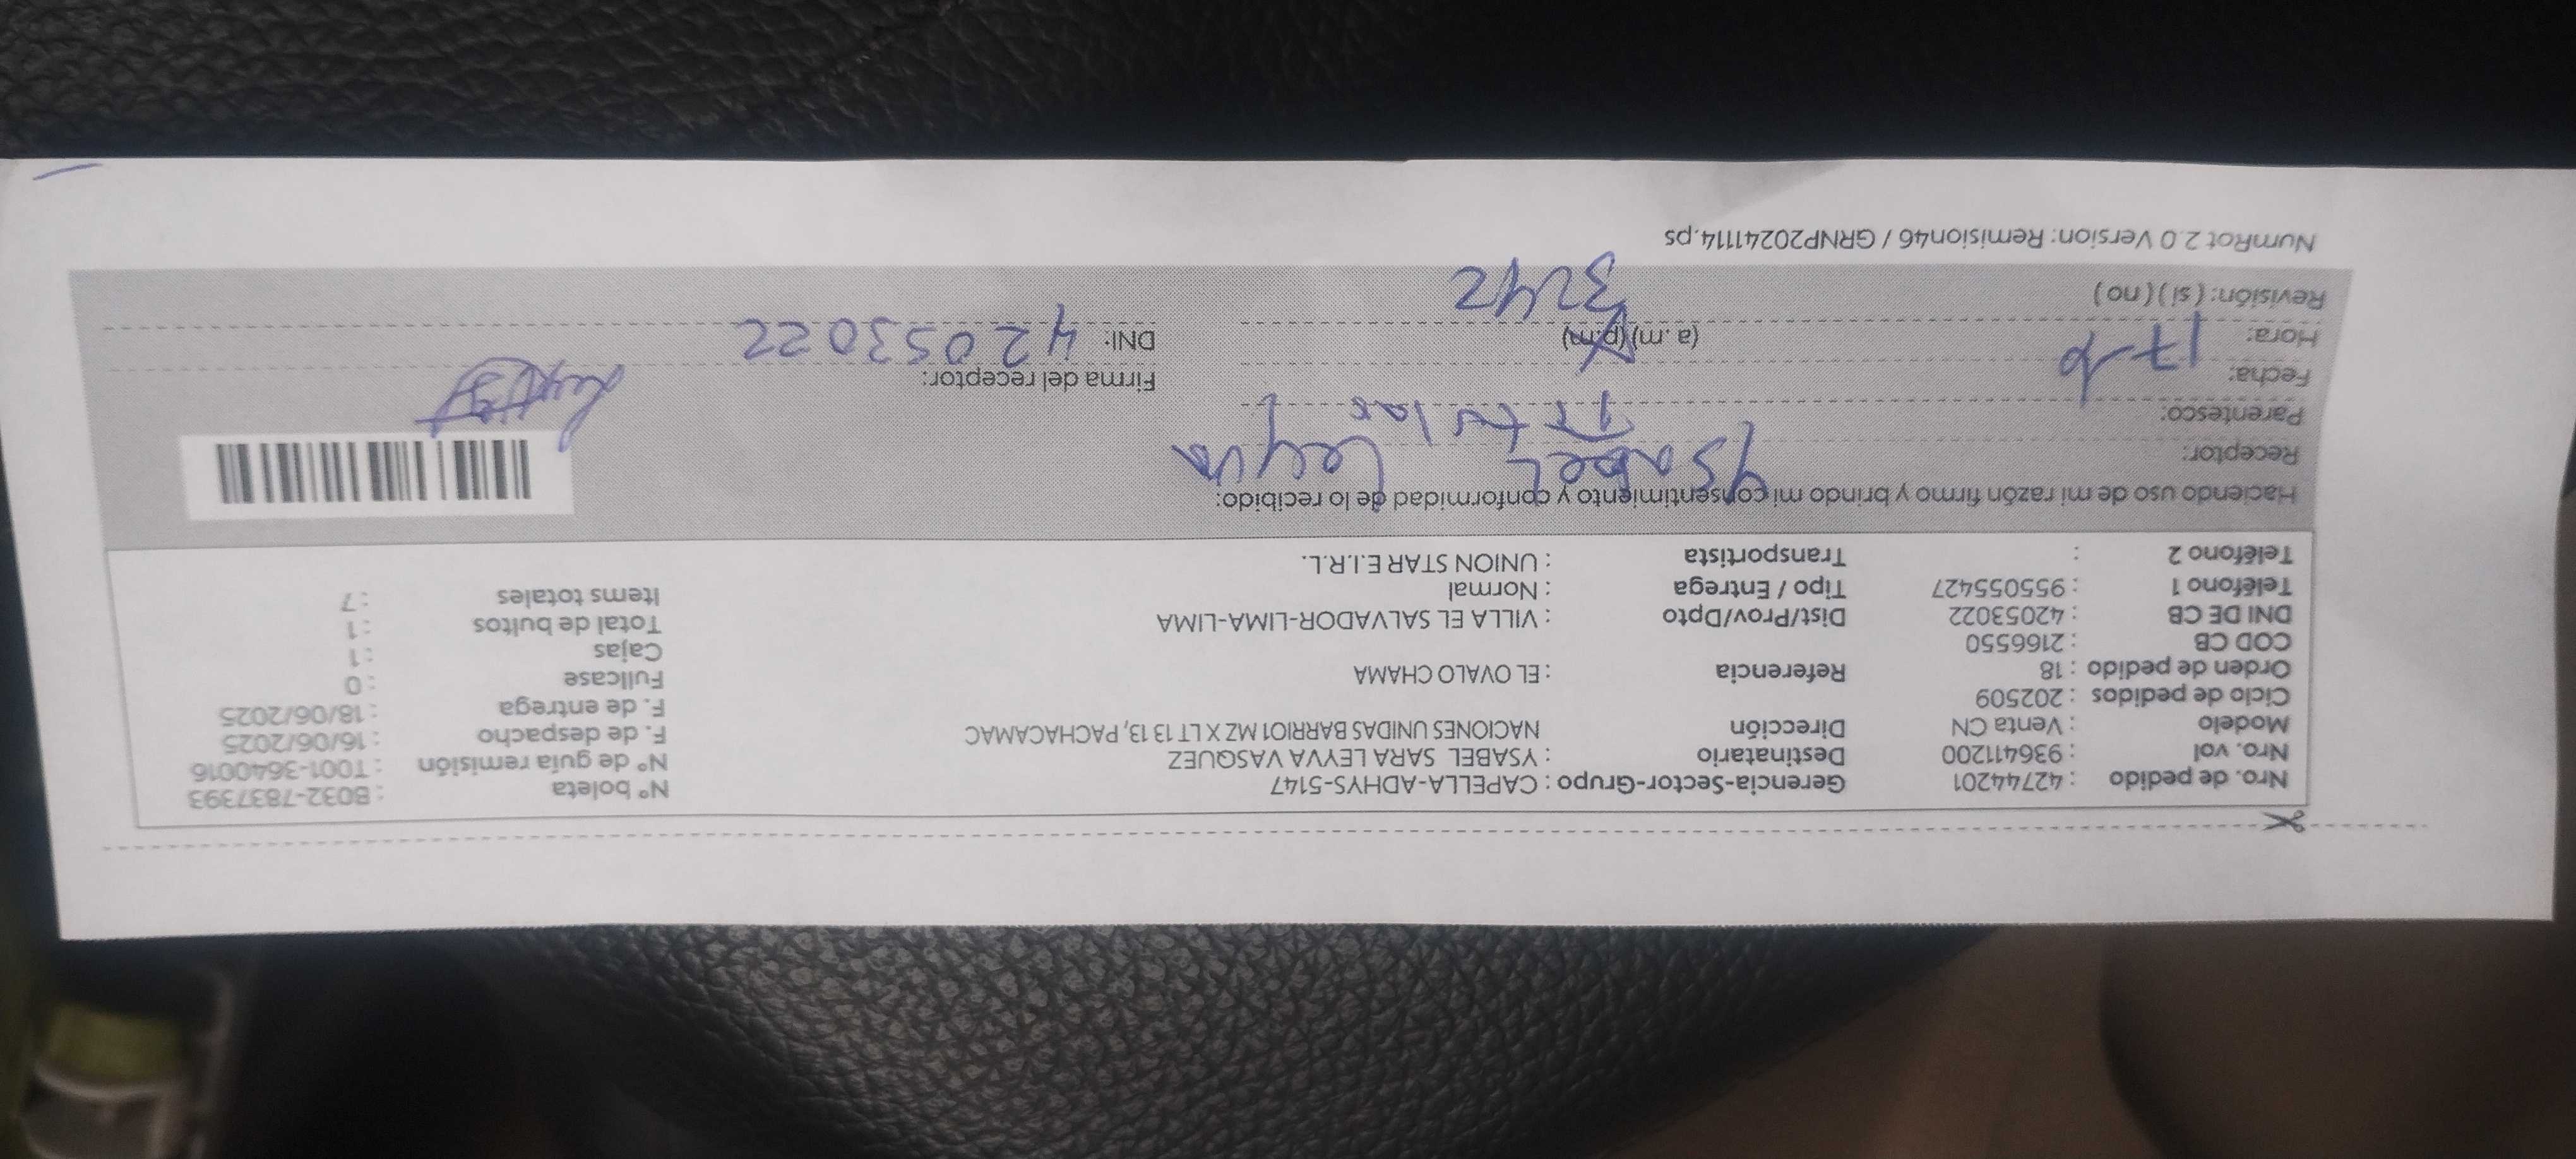 Nro. de pedido : 42744201 Gerencia-Sector-Grupo : CAPELLA-ADHYS-5147 N° boleta : B032-7837393
Nro. vol : 936411200 Destinatario : YSABEL SARA LEYVA VASQUEZ N° de guía remisión : T001-3640016
Modelo : Venta CN Dirección NACIONES UNIDAS BARRIO1 MZ X LT 13 13, PACHACAMAC F. de despacho : 16/06/2025
Ciclo de pedidos : 202509 F. de entrega : 18/06/2025
Orden de pedido : 18 Referencia : EL OVALO CHAMA Fullcase : 0
COD CB : 2166550 Cajas : 1
DNI DE CB : 42053022 Dist/Prov/Dpto : VILLA EL SALVADOR-LIMA-LIMA Total de bultos : 1
Teléfono 1 : 955055427 Tipo / Entrega : Normal Items totales : 7
Teléfono 2 : Transportista : UNION STAR E.I.R.L.
Haciendo uso de mi razón firmo y brindo mi consentimiento y conformidad de lo recibido:
Receptor: Ysabel Leyva
Parentesco: Titular
Fecha: 17-6 Firma del receptor:
Hora: (a.m) (p.m) DNI: 42053022
Revisión: (si) (no) 3242
NumRot 2.0 Version: Remision46 / GRNP20241114.ps